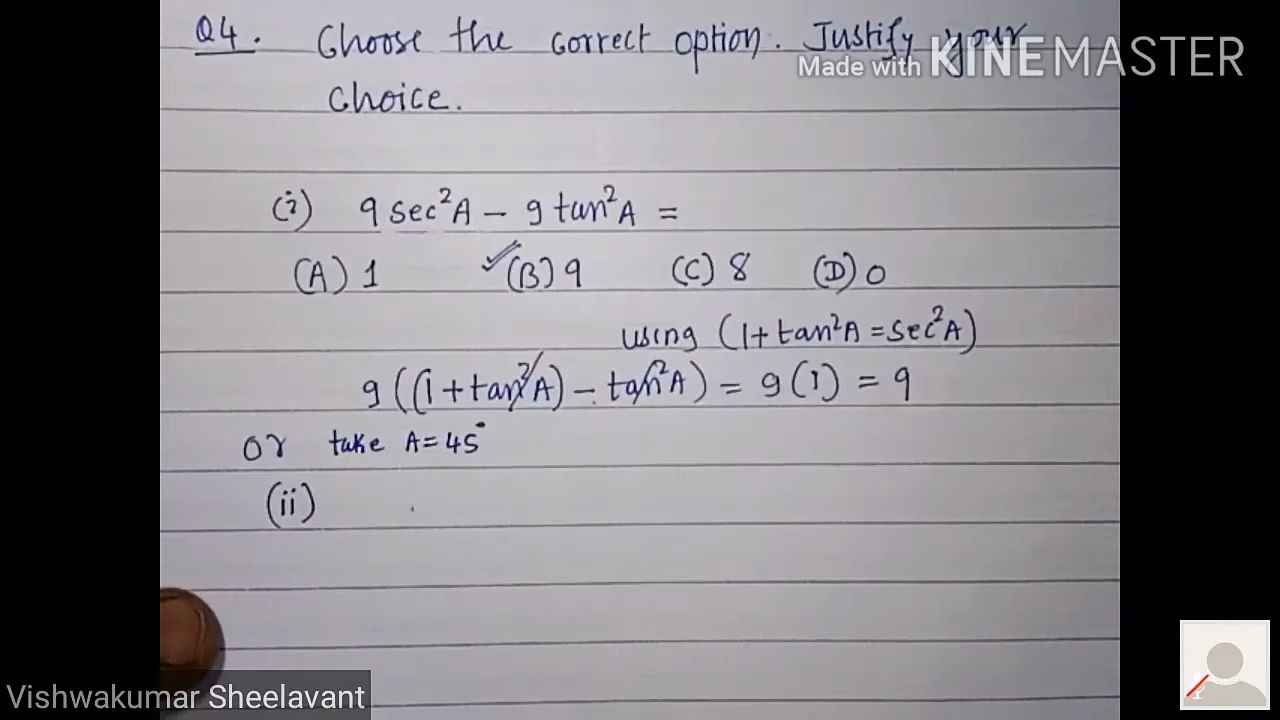 Q4. Choose the correct option. Justify your
Made with KINEMASTER
choice.
(i) 9 sec²A – 9 tan²A =
(A) 1 ✓(B) 9 (C) 8 (D) 0
using (1+ tan²A = sec²A)
9 ((1 + tan²A) – tan²A) = 9 (1) = 9
or take A = 45°
(ii)
Vishwakumar Sheelavant